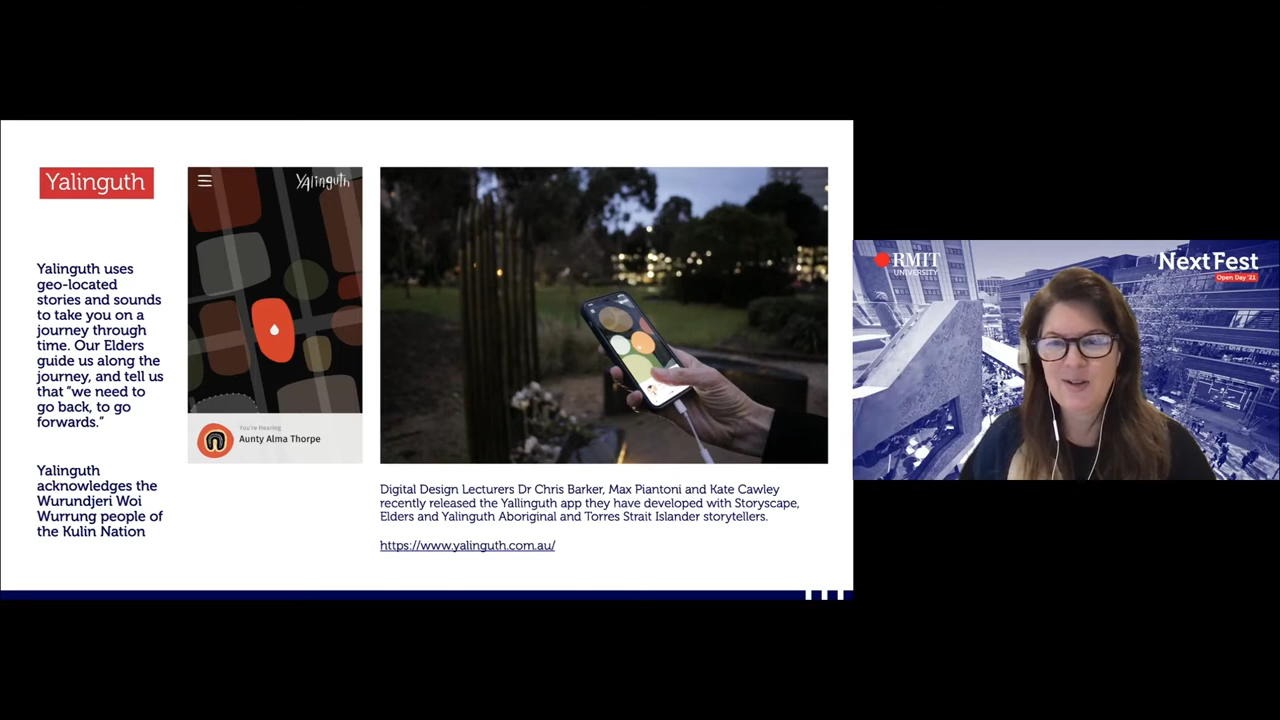 Yalinguth
Yalinguth uses
geo-located
stories and sounds
to take you on a
journey through
time. Our Elders
guide us along the
journey, and tell us
that “we need to
go back, to go
forwards.”
Yalinguth
acknowledges the
Wurundjeri Woi
Wurrung people of
the Kulin Nation
YAlinguth
You're Hearing
Aunty Alma Thorpe
Digital Design Lecturers Dr Chris Barker, Max Piantoni and Kate Cawley
recently released the Yallinguth app they have developed with Storyscape,
Elders and Yalinguth Aboriginal and Torres Strait Islander storytellers.
https://www.yalinguth.com.au/
RMIT
UNIVERSITY
NextFest
Open Day '21